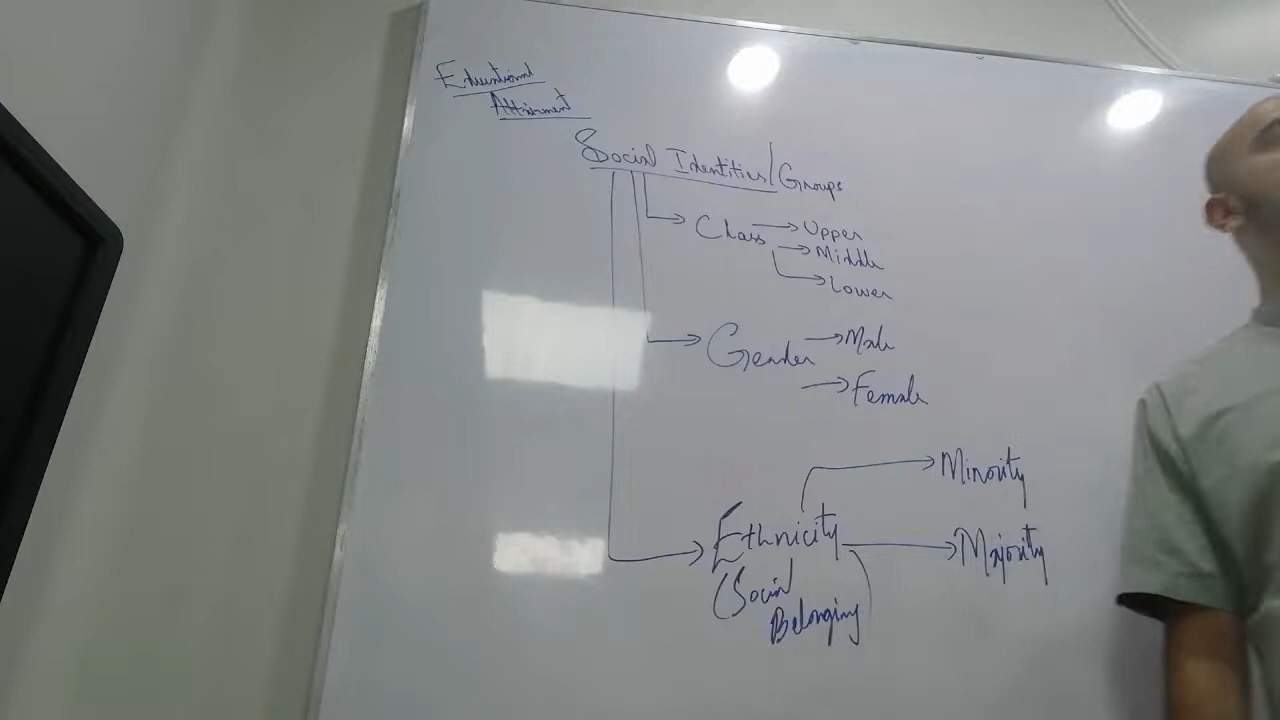 Educational
Attainment
Social Identities/Groups
Class → Upper
→ Middle
→ Lower
Gender → Male
→ Female
→ Minority
Ethnicity → Majority
(Social
Belonging)